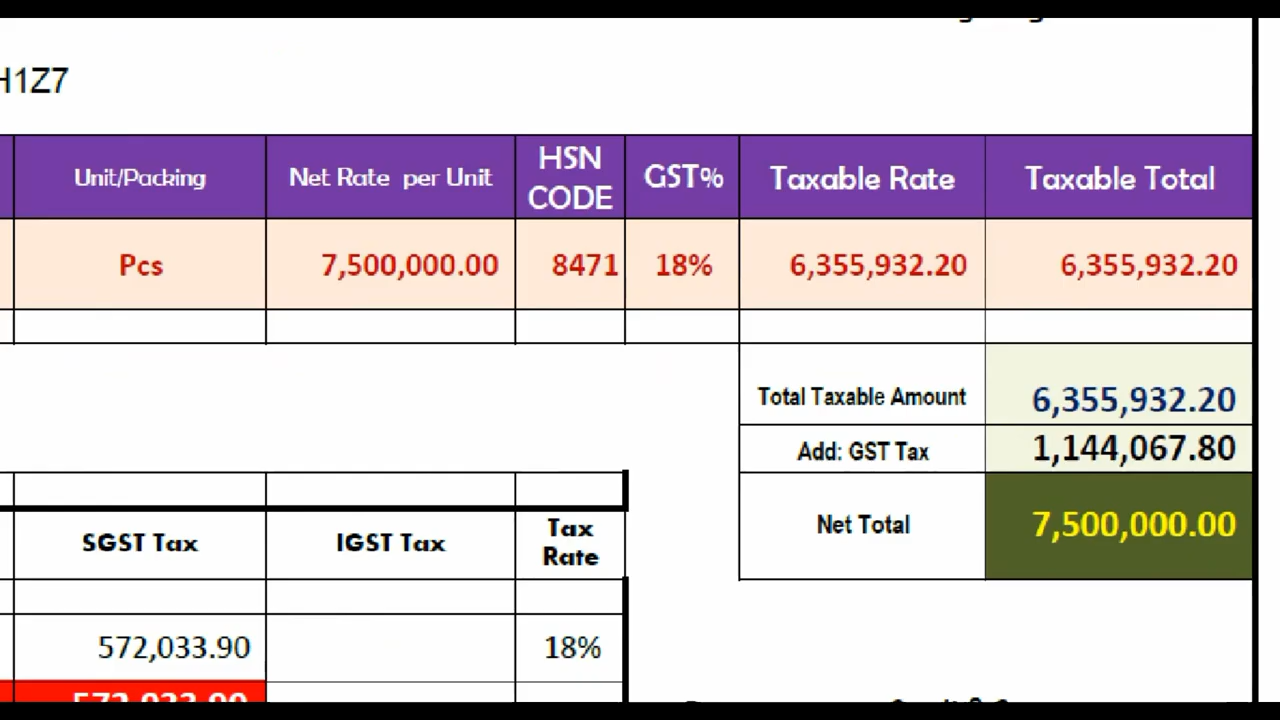 H1Z7
Unit/Packing Net Rate per Unit HSN CODE GST% Taxable Rate Taxable Total
Pcs 7,500,000.00 8471 18% 6,355,932.20 6,355,932.20
Total Taxable Amount 6,355,932.20
Add: GST Tax 1,144,067.80
Net Total 7,500,000.00
SGST Tax IGST Tax Tax Rate
572,033.90 18%
572,033.90